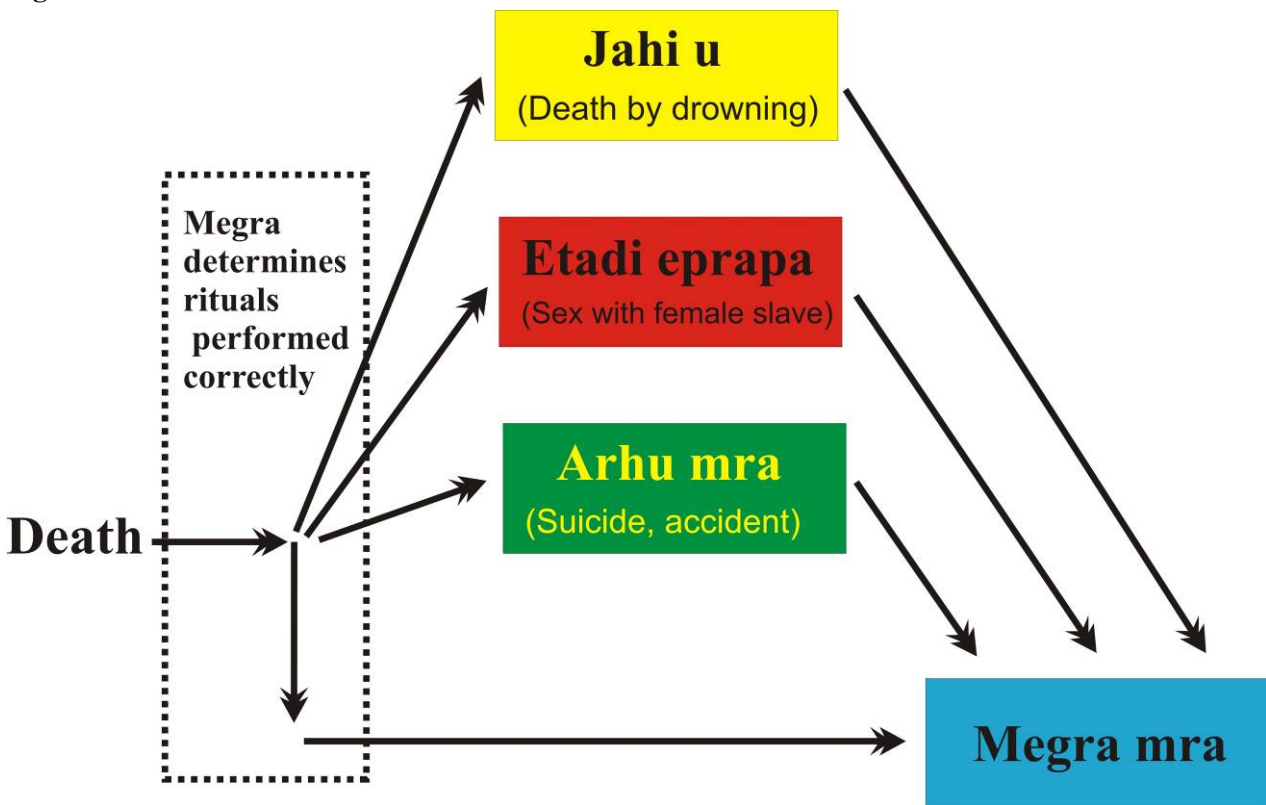 Jahi u
(Death by drowning)
Megra
determines
rituals
performed
correctly
Etadi eprapa
(Sex with female slave)
Arhu mra
(Suicide, accident)
Death
Megra mra